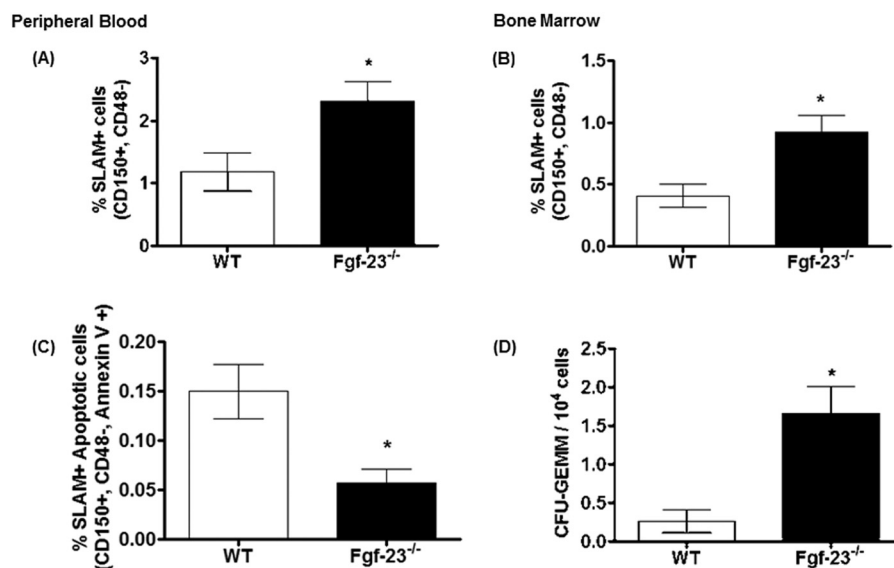 Peripheral Blood
Bone Marrow
(A)
% SLAM+ cells
(CD150+, CD48-)
3
2
1
0
*
WT
Fgf-23-/-
(B)
% SLAM+ cells
(CD150+, CD48-)
1.5
1.0
0.5
0.0
*
WT
Fgf-23-/-
(C)
% SLAM+ Apoptotic cells
(CD150+, CD48-, Annexin V +)
0.20
0.15
0.10
0.05
0.00
*
WT
Fgf-23-/-
(D)
CFU-GEMM / 10⁴ cells
2.5
2.0
1.5
1.0
0.5
0.0
*
WT
Fgf-23-/-